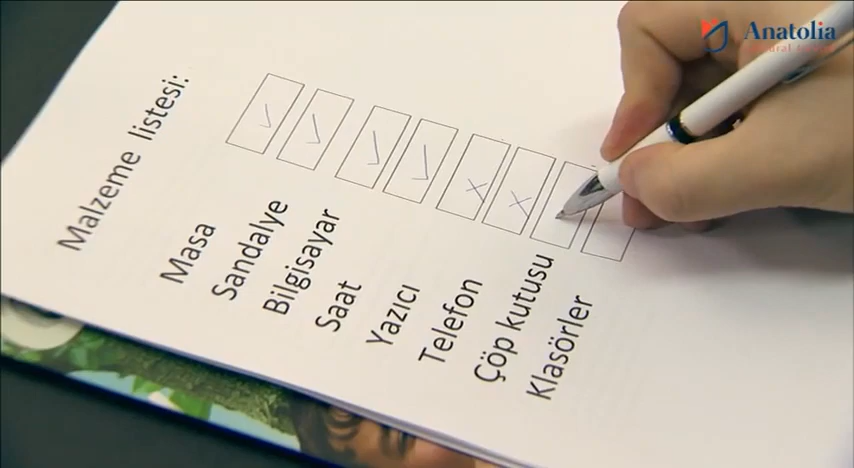 Malzeme listesi:
Masa
Sandalye
Bilgisayar
Saat
Yazıcı
Telefon
Çöp kutusu
Klasörler
Anatolia